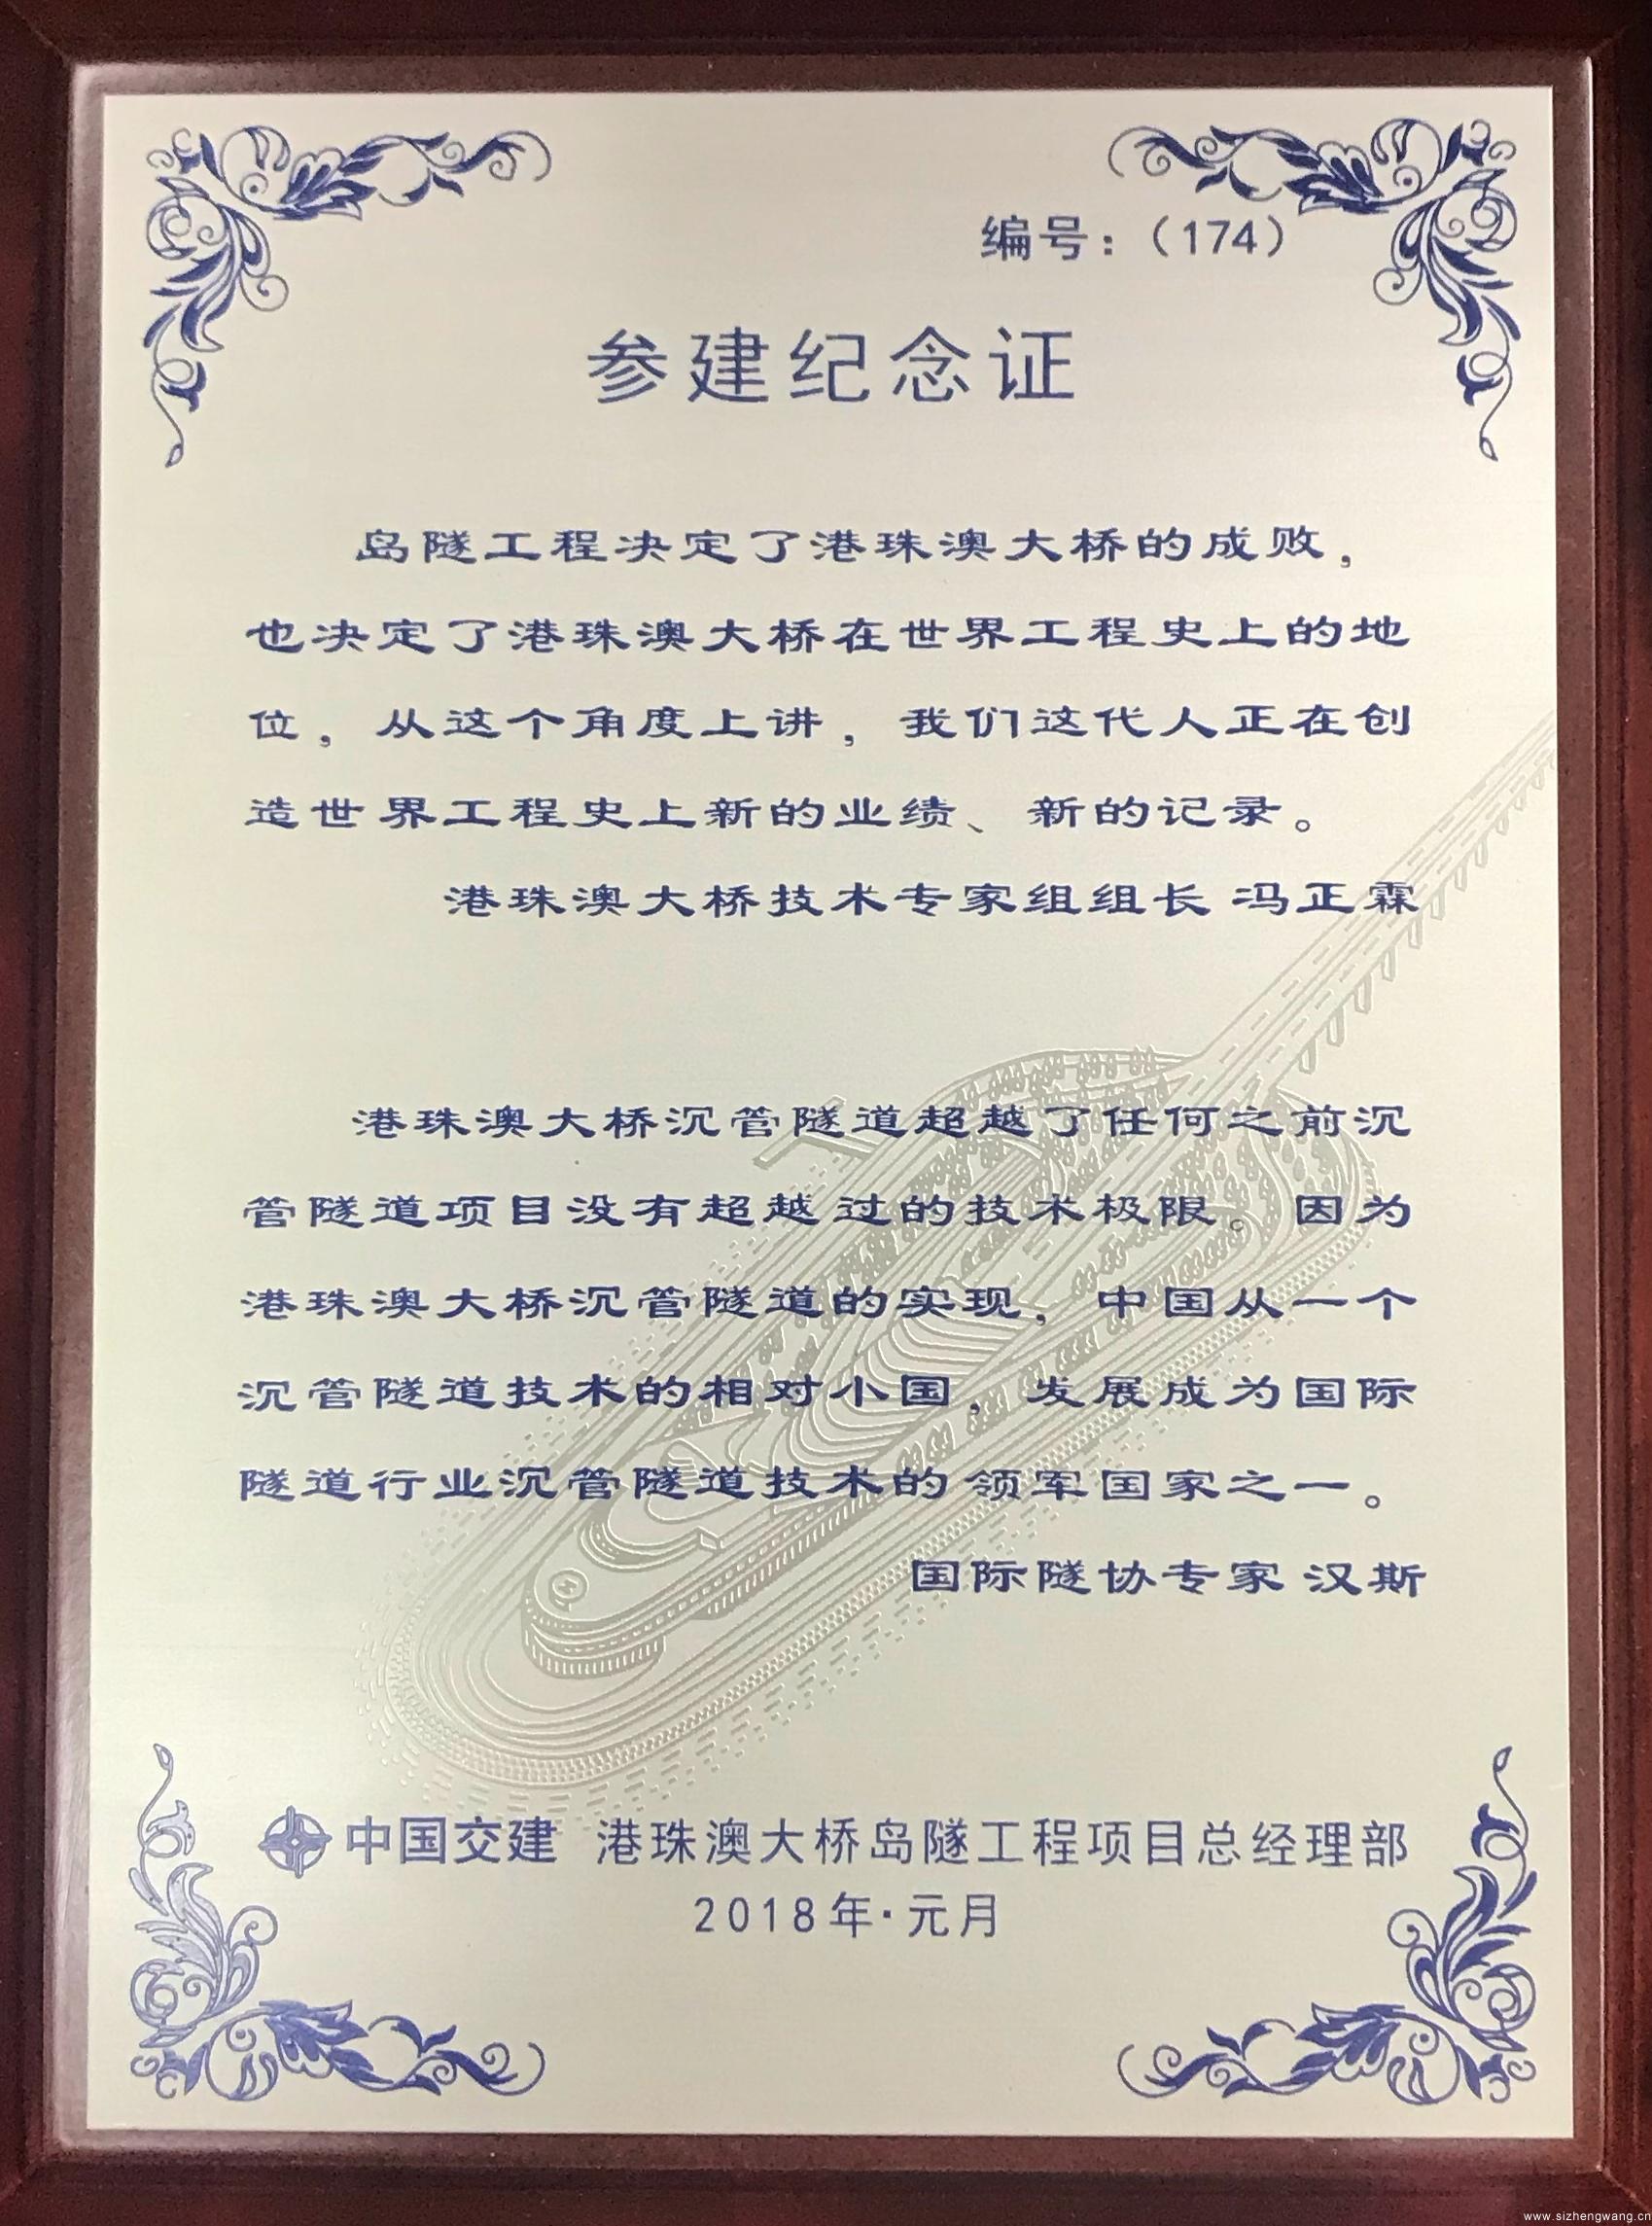 编号：（174）
参建纪念证
岛隧工程决定了港珠澳大桥的成败，
也决定了港珠澳大桥在世界工程史上的地
位，从这个角度上讲，我们这代人正在创
造世界工程史上新的业绩、新的记录。
港珠澳大桥技术专家组组长 冯正霖
港珠澳大桥沉管隧道超越了任何之前沉
管隧道项目没有超越过的技术极限。因为
港珠澳大桥沉管隧道的实现，中国从一个
沉管隧道技术的相对小国，发展成为国际
隧道行业沉管隧道技术的领军国家之一。
国际隧协专家 汉斯
中国交建 港珠澳大桥岛隧工程项目总经理部
2018年·元月
www.sizhengwang.cn